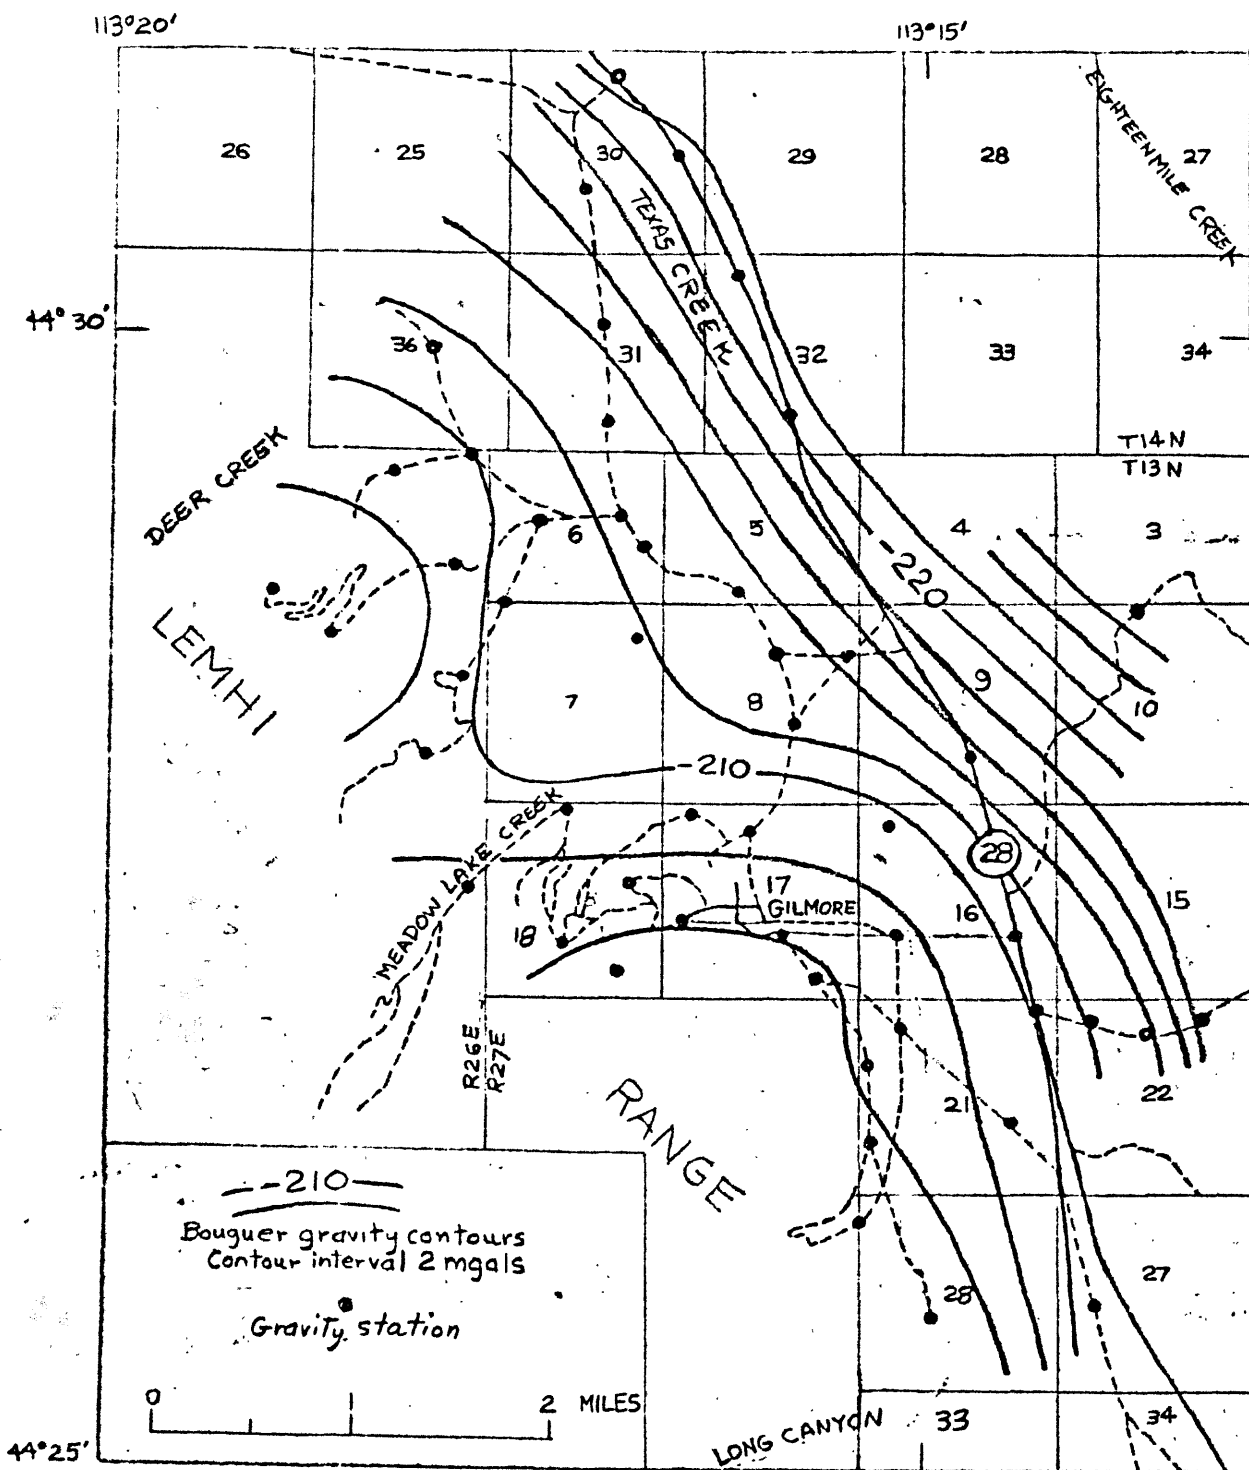 113°20'
113°15'
26
25
30
29
28
27
EIGHTEENMILE CREEK
TEXAS CREEK
44°30'
36
31
32
33
34
T14N
T13N
DEER CREEK
6
5
4
3
-220
LEMHI
7
8
9
10
-210
MEADOW LAKE CREEK
28
18
17
GILMORE
16
15
R26E
R27E
RANGE
21
22
-210
Bouguer gravity contours
Contour interval 2 mgals
Gravity station
28
27
0 2 MILES
LONG CANYON
33
34
44°25'